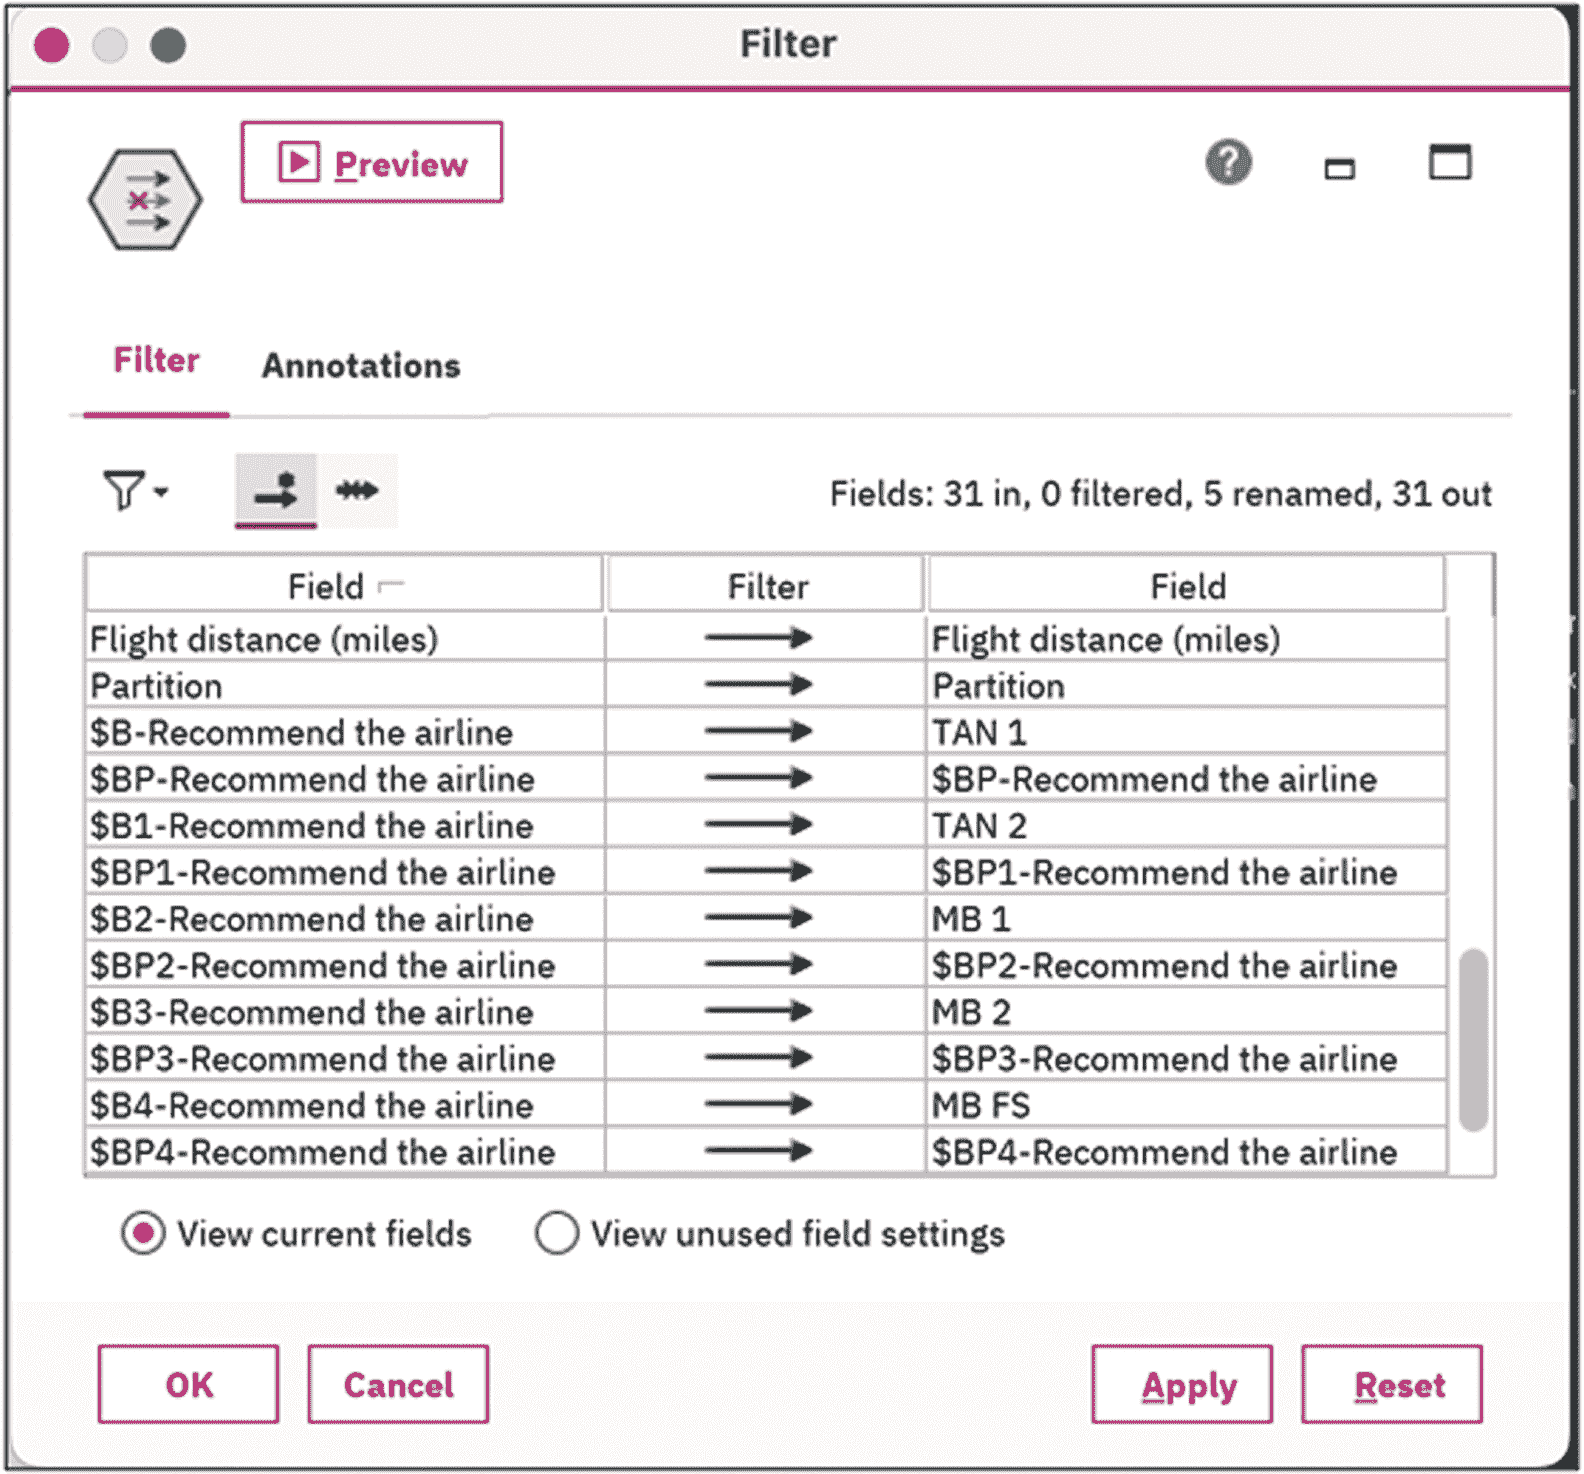 Filter
Preview
?
Filter Annotations
Fields: 31 in, 0 filtered, 5 renamed, 31 out
Field Filter Field
Flight distance (miles) Flight distance (miles)
Partition Partition
$B-Recommend the airline TAN 1
$BP-Recommend the airline $BP-Recommend the airline
$B1-Recommend the airline TAN 2
$BP1-Recommend the airline $BP1-Recommend the airline
$B2-Recommend the airline MB 1
$BP2-Recommend the airline $BP2-Recommend the airline
$B3-Recommend the airline MB 2
$BP3-Recommend the airline $BP3-Recommend the airline
$B4-Recommend the airline MB FS
$BP4-Recommend the airline $BP4-Recommend the airline
View current fields View unused field settings
OK Cancel Apply Reset